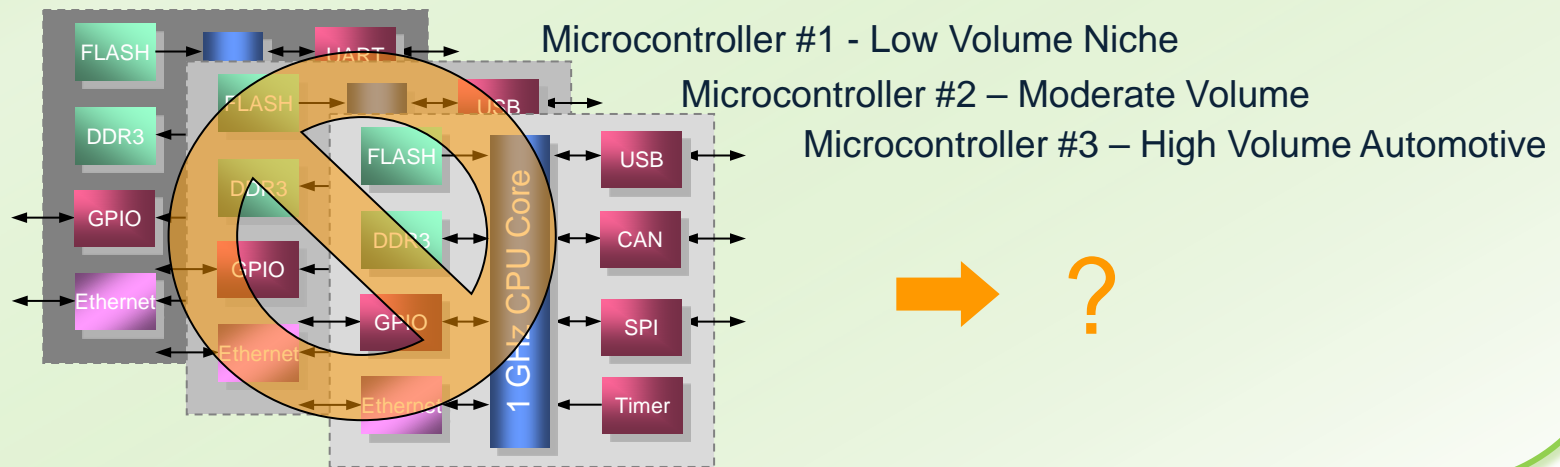 Microcontroller #1 - Low Volume Niche
Microcontroller #2 – Moderate Volume
Microcontroller #3 – High Volume Automotive
FLASH
UART
DDR3
GPIO
Ethernet
FLASH
USB
DDR3
GPIO
Ethernet
FLASH
DDR3
GPIO
Ethernet
1 GHz CPU Core
USB
CAN
SPI
Timer
?